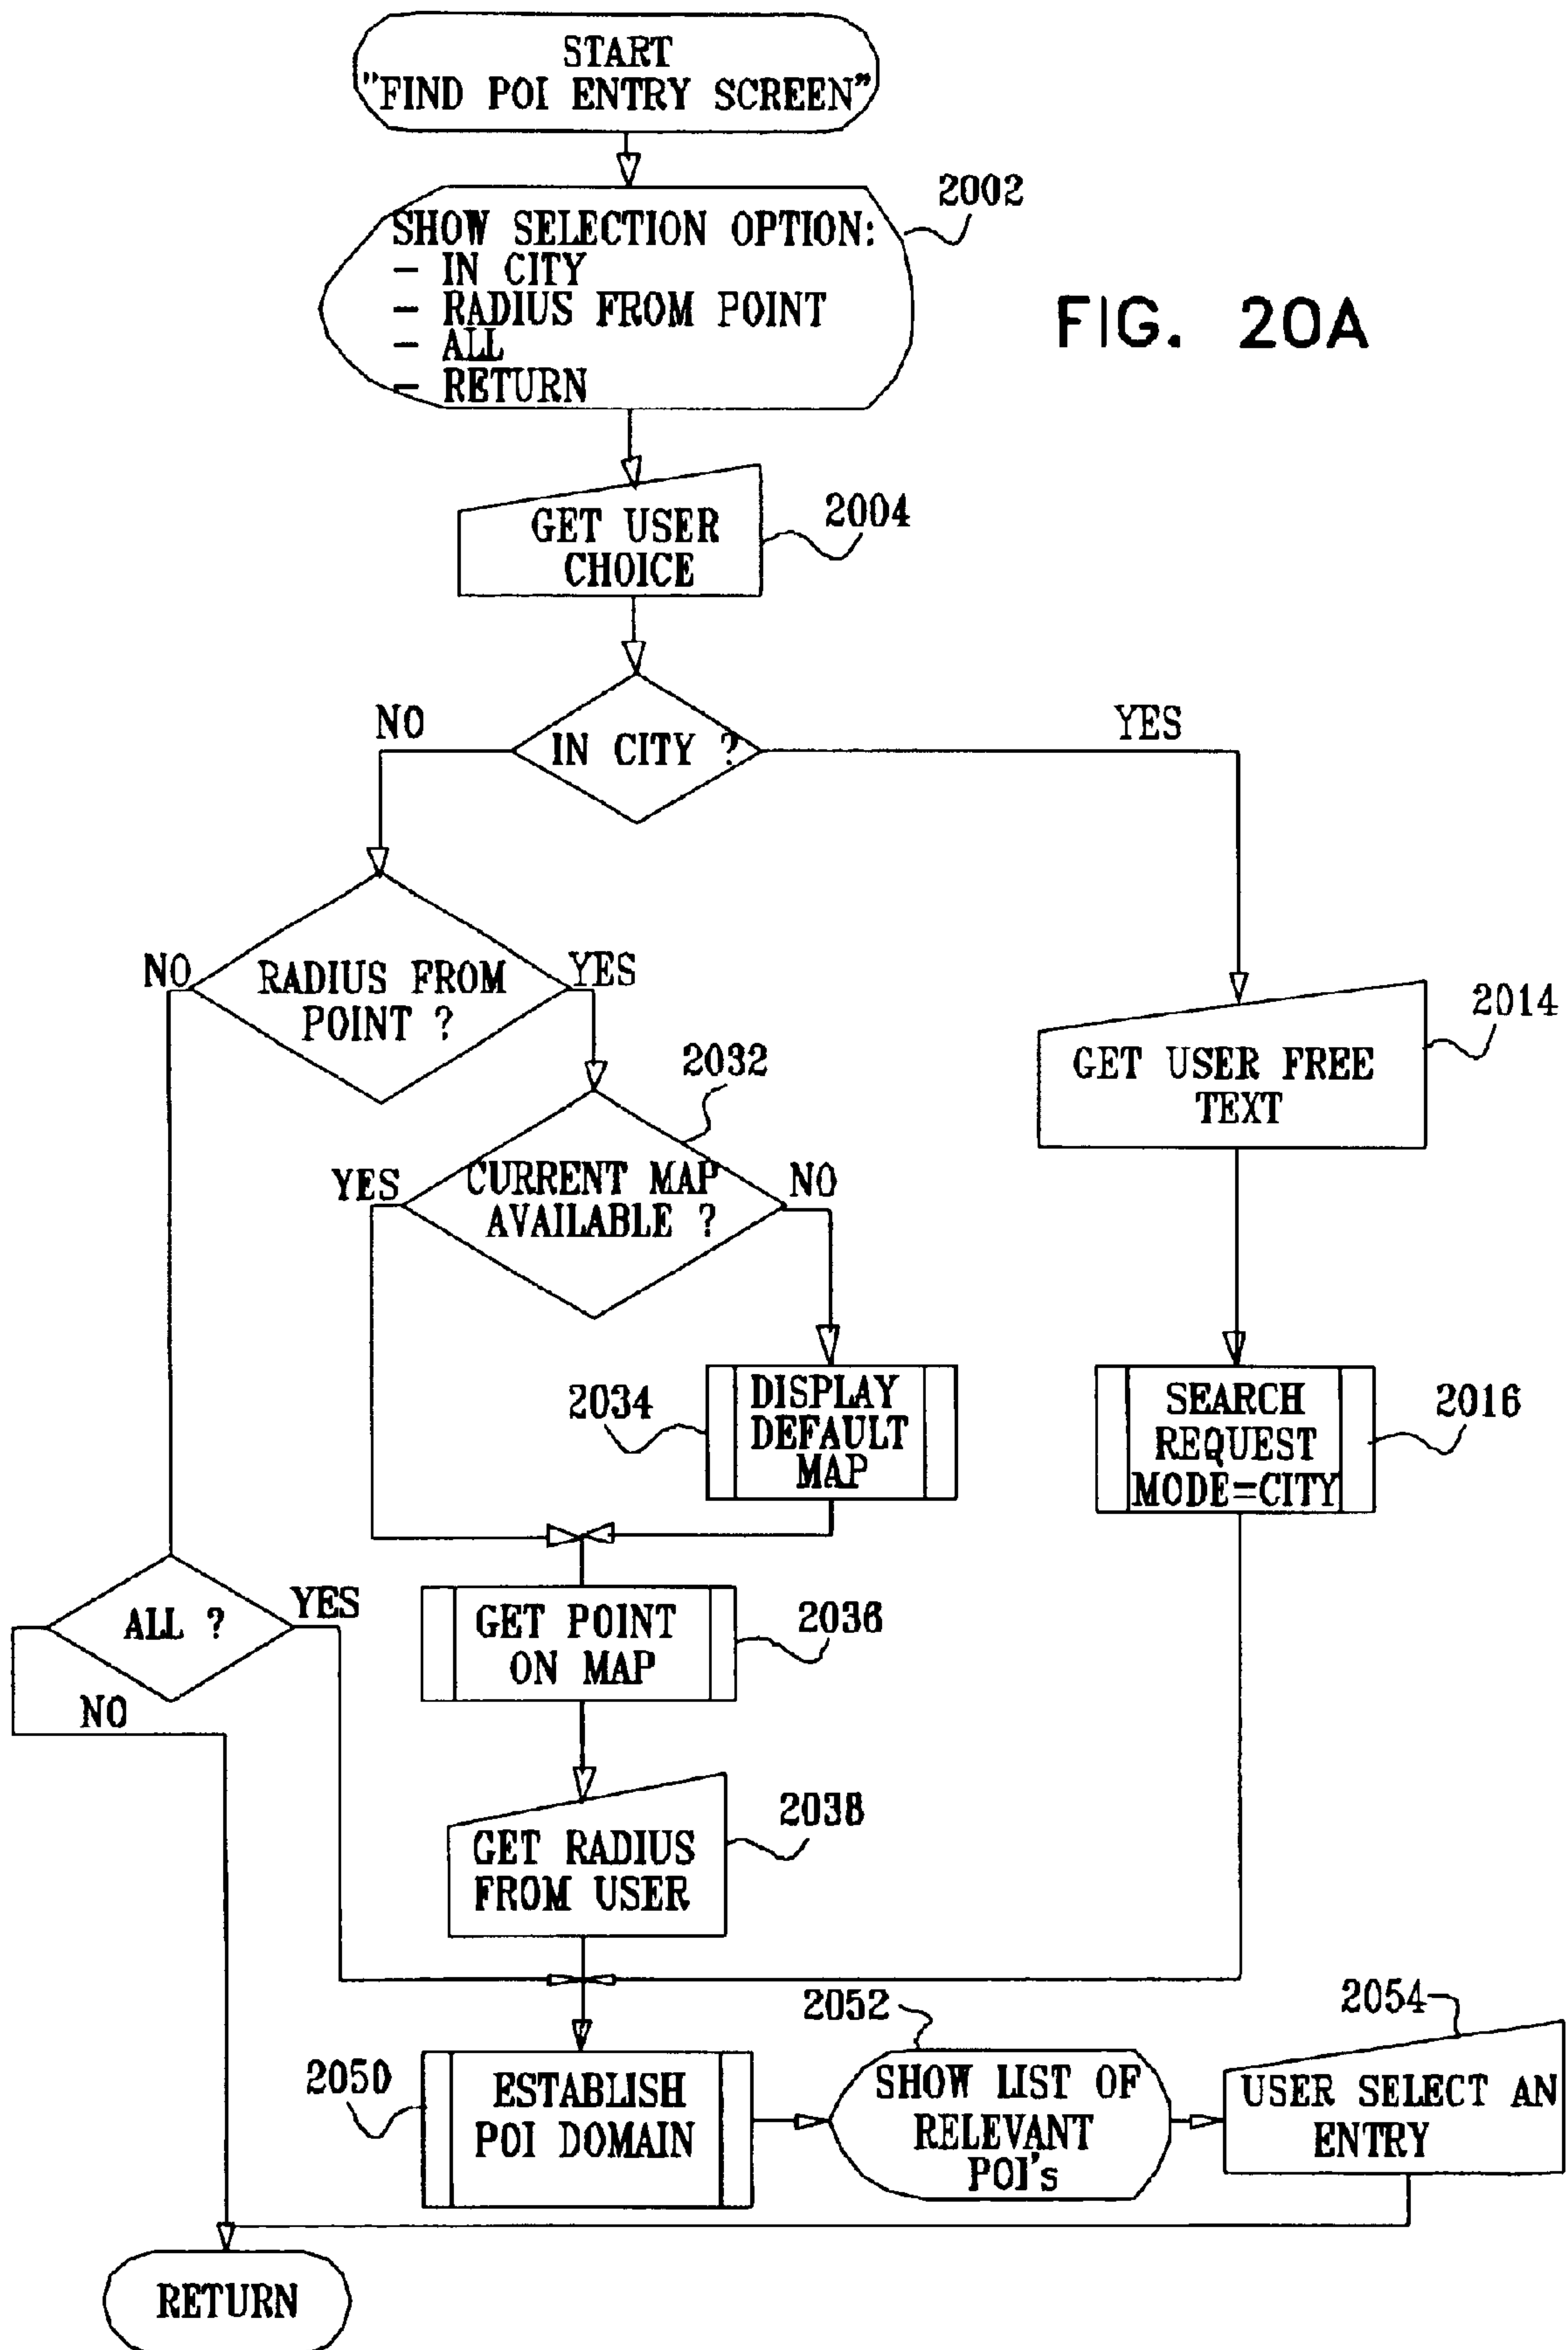 START
"FIND POI ENTRY SCREEN"
2002
SHOW SELECTION OPTION:
- IN CITY
- RADIUS FROM POINT
- ALL
- RETURN
FIG. 20A
GET USER
CHOICE
2004
NO
IN CITY ?
YES
NO
RADIUS FROM
POINT ?
YES
2014
GET USER FREE
TEXT
2032
YES
CURRENT MAP
AVAILABLE ?
NO
2034
DISPLAY
DEFAULT
MAP
SEARCH
REQUEST
MODE=CITY
2016
ALL ?
YES
NO
GET POINT
ON MAP
2036
GET RADIUS
FROM USER
2038
2050
ESTABLISH
POI DOMAIN
2052
SHOW LIST OF
RELEVANT
POI's
2054
USER SELECT AN
ENTRY
RETURN